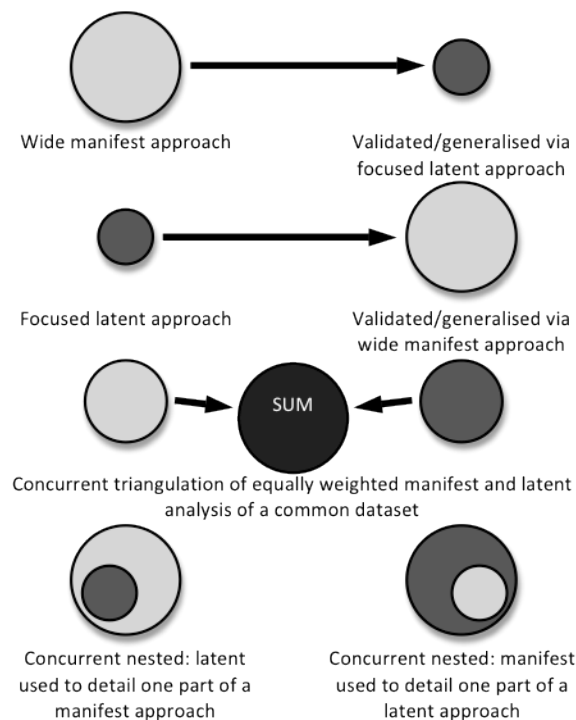 Wide manifest approach
Validated/generalised via
focused latent approach
Focused latent approach
Validated/generalised via
wide manifest approach
SUM
Concurrent triangulation of equally weighted manifest and latent
analysis of a common dataset
Concurrent nested: latent
used to detail one part of a
manifest approach
Concurrent nested: manifest
used to detail one part of a
latent approach